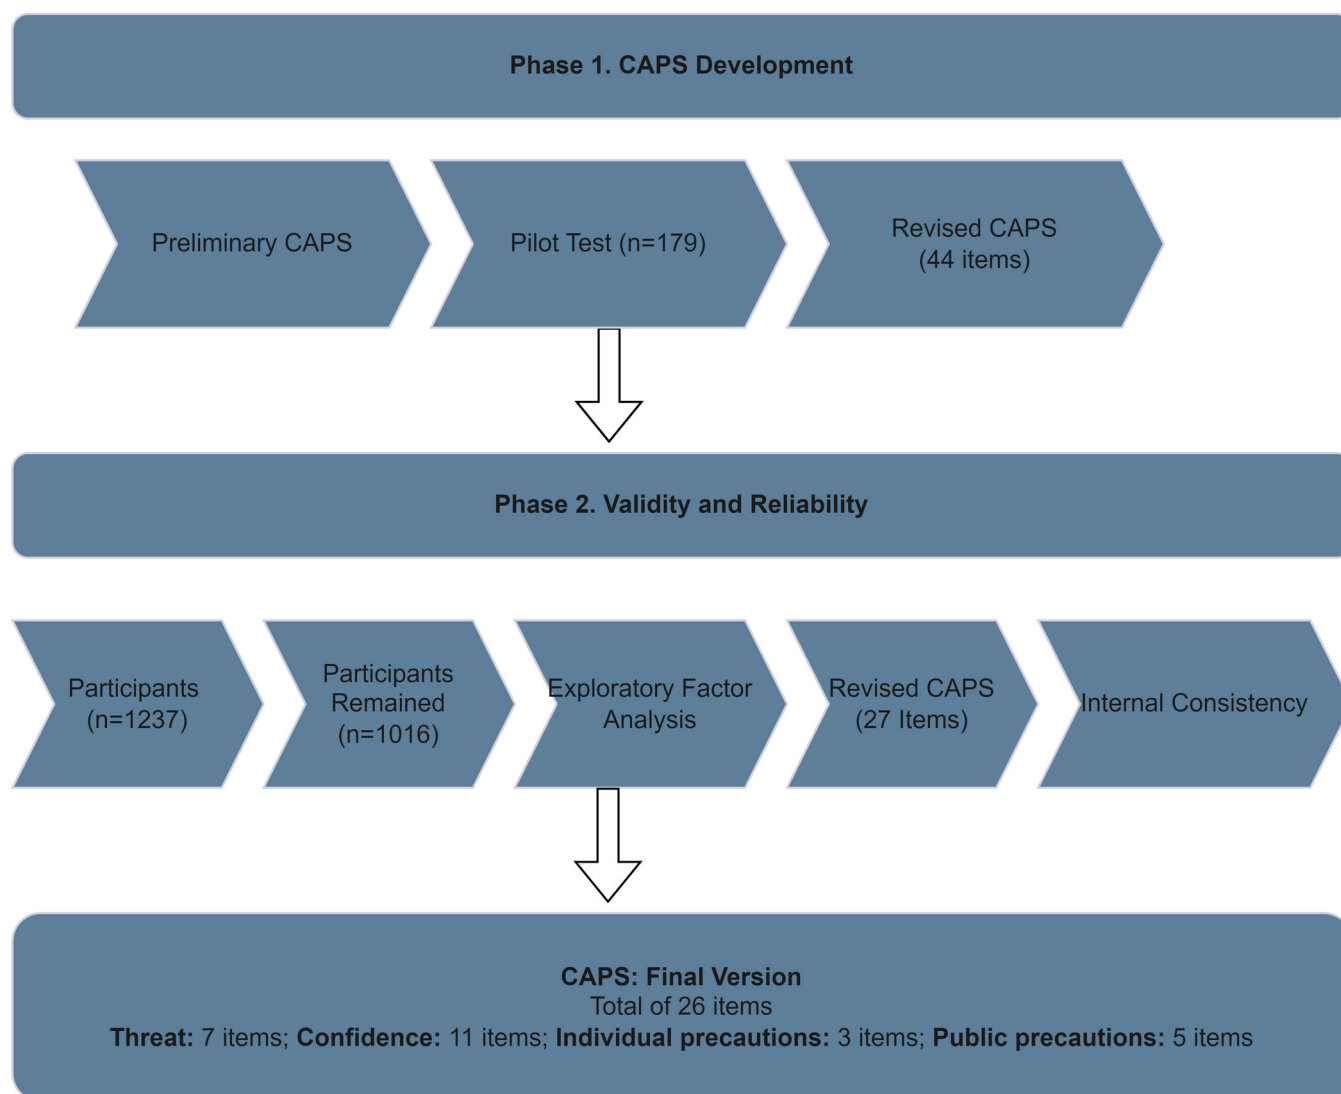 Phase 1. CAPS Development
Preliminary CAPS
Pilot Test (n=179)
Revised CAPS
(44 items)
Phase 2. Validity and Reliability
Participants
(n=1237)
Participants
Remained
(n=1016)
Exploratory Factor
Analysis
Revised CAPS
(27 Items)
Internal Consistency
CAPS: Final Version
Total of 26 items
Threat: 7 items; Confidence: 11 items; Individual precautions: 3 items; Public precautions: 5 items